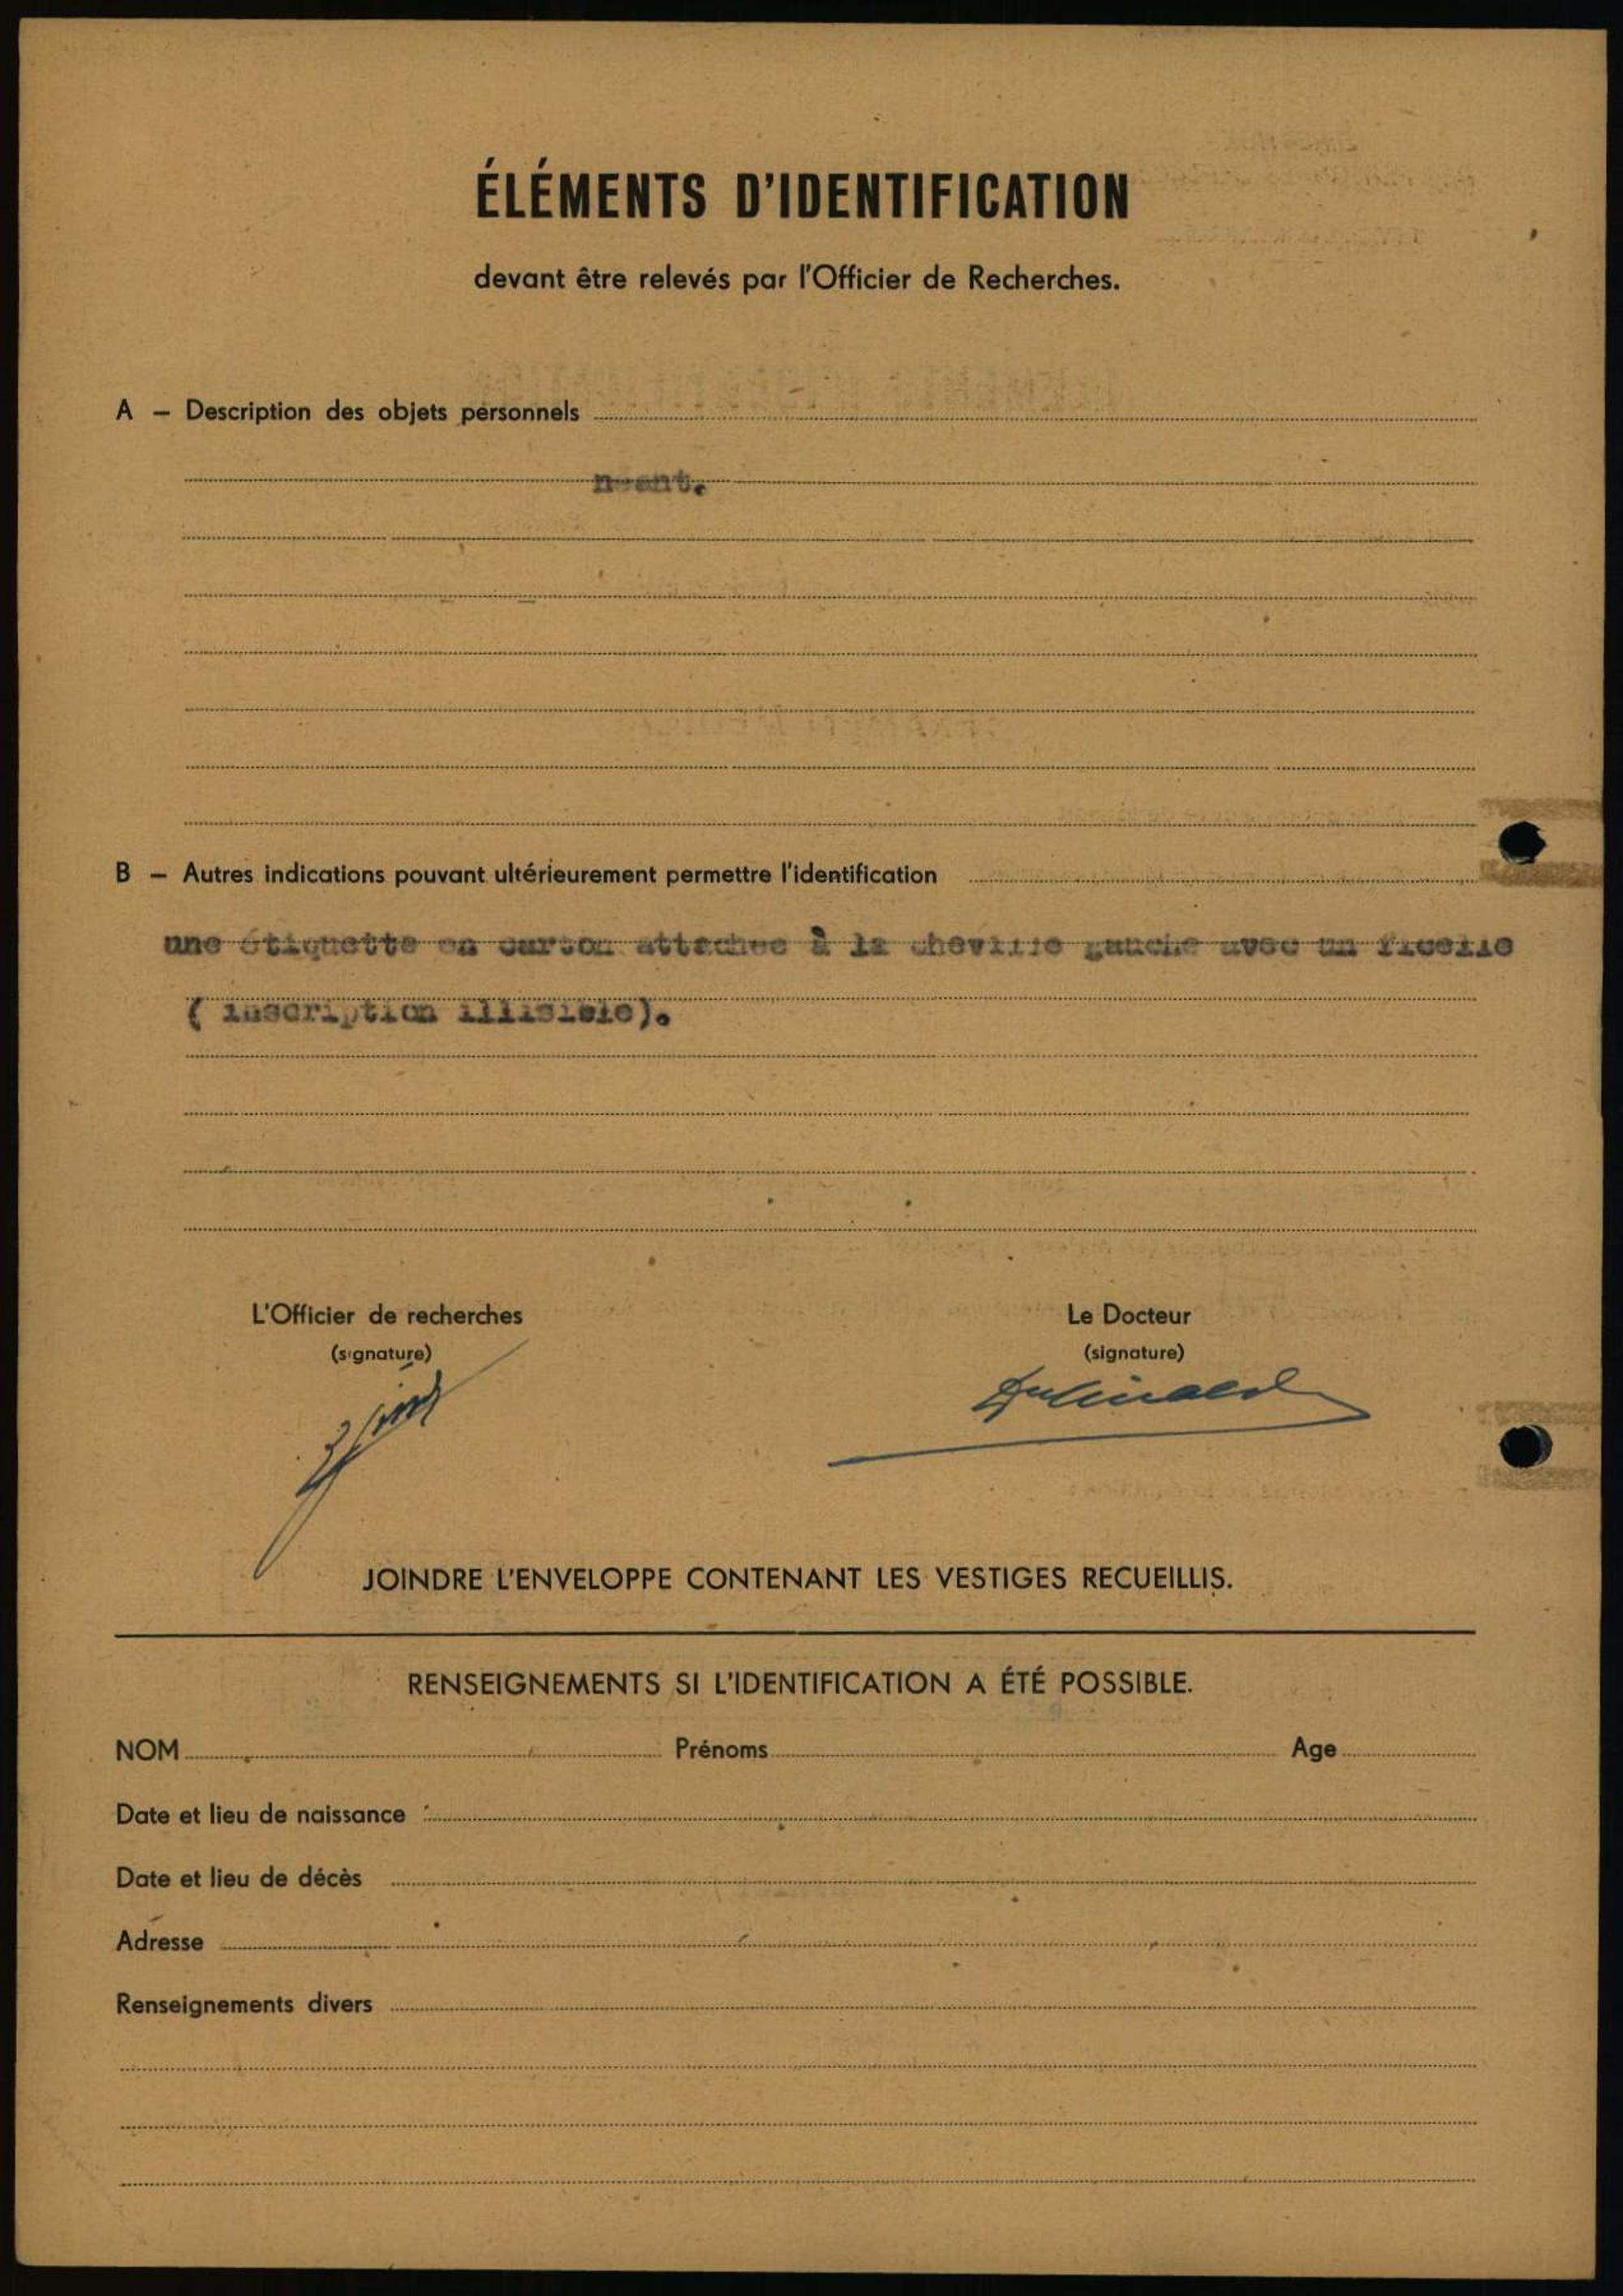 ÉLÉMENTS D'IDENTIFICATION
devant être relevés par l'Officier de Recherches.
A – Description des objets personnels
néant.
B – Autres indications pouvant ultérieurement permettre l'identification
une étiquette en carton attachée à la cheville gauche avec un ficelle
( inscription illisible).
L'Officier de recherches
(signature)
Le Docteur
(signature)
JOINDRE L'ENVELOPPE CONTENANT LES VESTIGES RECUEILLIS.
RENSEIGNEMENTS SI L'IDENTIFICATION A ÉTÉ POSSIBLE.
NOM Prénoms Age
Date et lieu de naissance :
Date et lieu de décès
Adresse
Renseignements divers